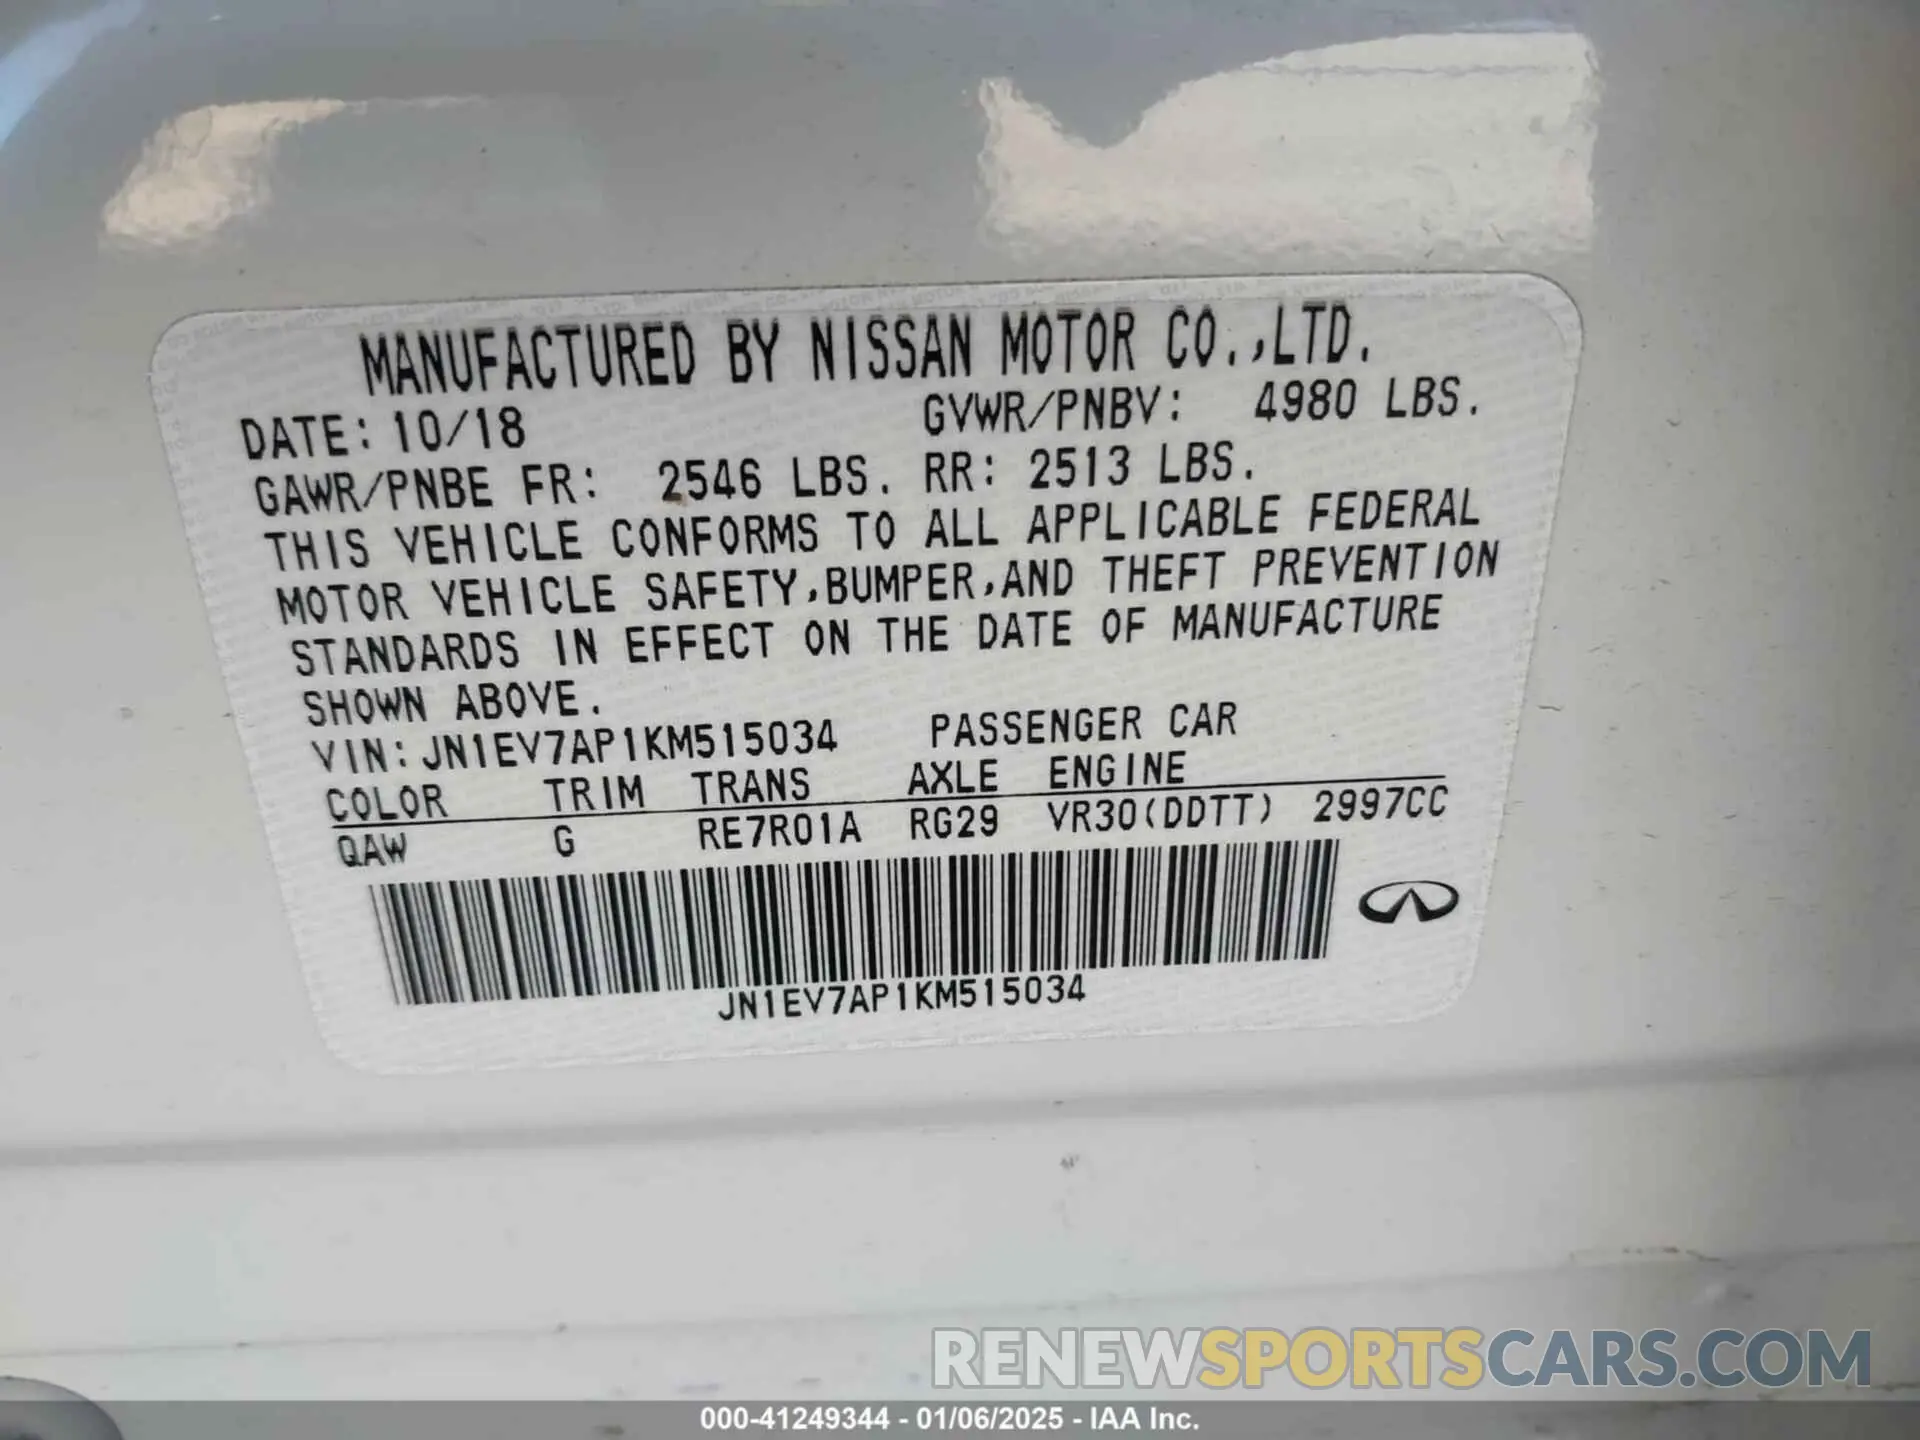 MANUFACTURED BY NISSAN MOTOR CO.,LTD.
DATE: 10/18 GVWR/PNBV: 4980 LBS.
GAWR/PNBE FR: 2546 LBS. RR: 2513 LBS.
THIS VEHICLE CONFORMS TO ALL APPLICABLE FEDERAL
MOTOR VEHICLE SAFETY,BUMPER,AND THEFT PREVENTION
STANDARDS IN EFFECT ON THE DATE OF MANUFACTURE
SHOWN ABOVE.
VIN: JN1EV7AP1KM515034 PASSENGER CAR
COLOR TRIM TRANS AXLE ENGINE
QAW G RE7R01A RG29 VR30(DDTT) 2997CC
JN1EV7AP1KM515034
RENEWSPORTSCARS.COM
000-41249344 - 01/06/2025 - IAA Inc.